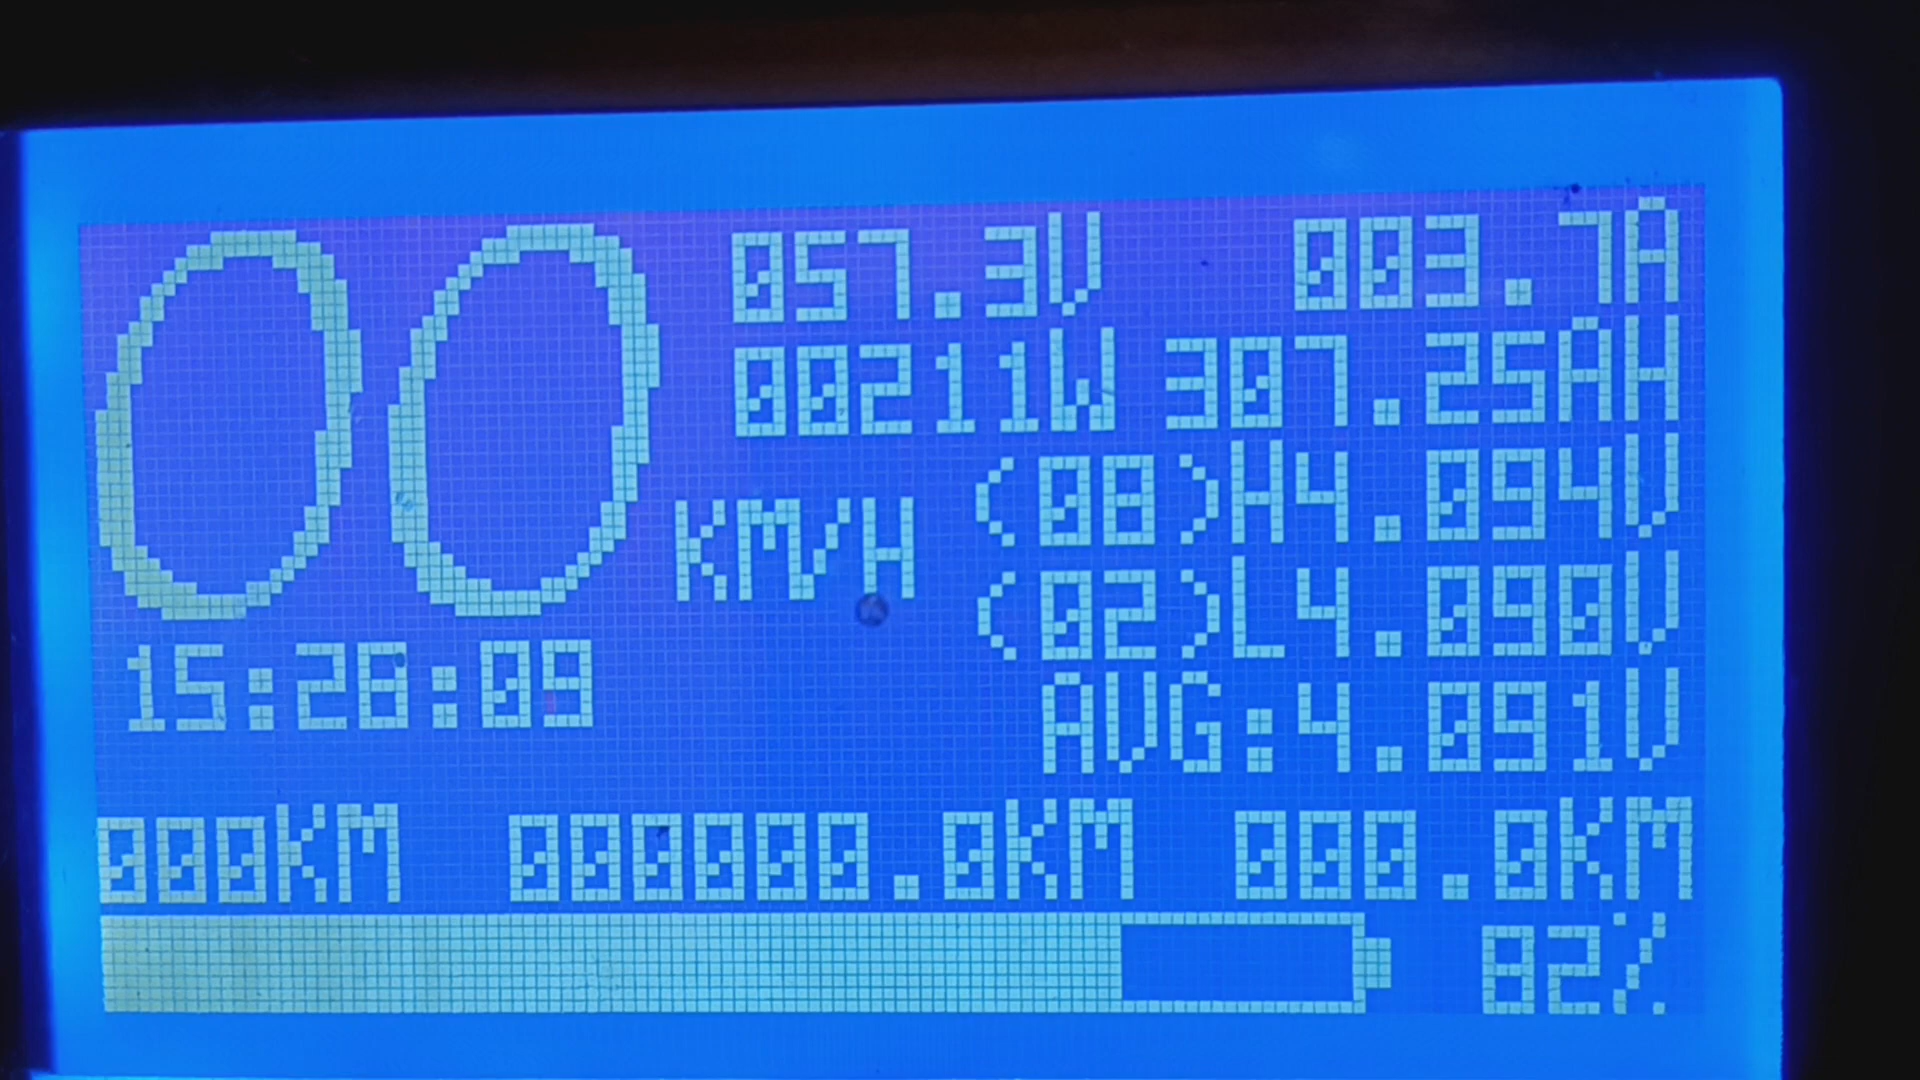 00 KM/H
057.3V 003.7A
00211W 307.25AH
(08)H4.094V
(02)L4.090V
15:28:09
AVG:4.091V
000KM 000000.0KM 000.0KM
82%